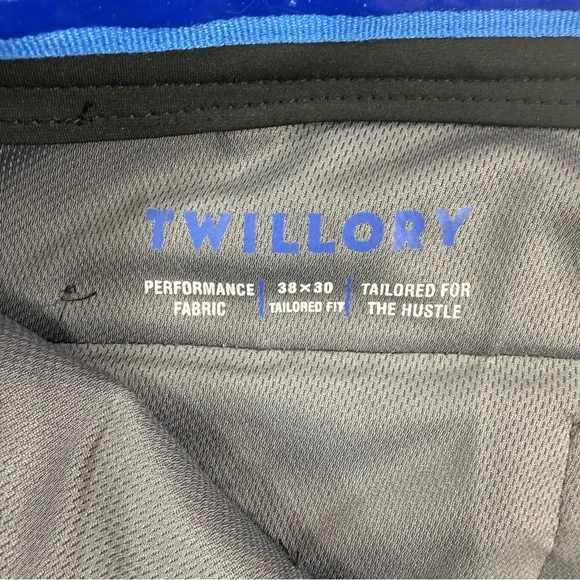 TWILLORY
PERFORMANCE FABRIC
38×30 TAILORED FIT
TAILORED FOR THE HUSTLE